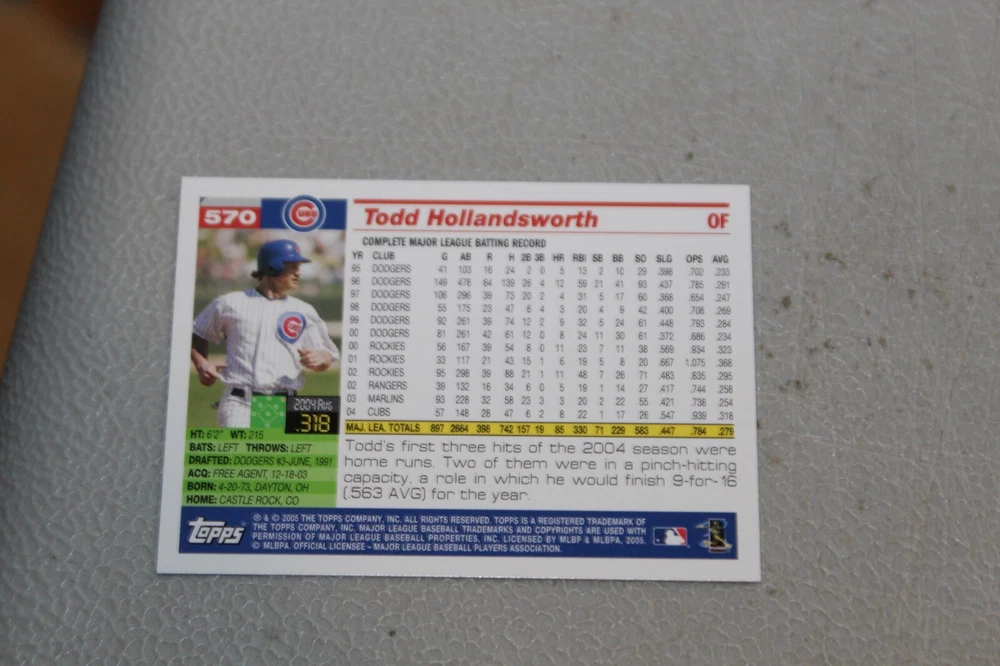 570
CUBS
Todd Hollandsworth OF
COMPLETE MAJOR LEAGUE BATTING RECORD
YR CLUB G AB R H 2B 3B HR RBI SB BB SO SLG OPS AVG
95 DODGERS 41 103 16 24 2 0 5 13 2 10 29 .398 .702 .233
96 DODGERS 149 478 64 139 26 4 12 59 21 41 93 .437 .785 .291
97 DODGERS 106 296 39 73 20 2 4 31 5 17 60 .368 .654 .247
98 DODGERS 55 175 23 47 6 4 3 20 4 9 42 .400 .708 .269
99 DODGERS 92 261 39 74 12 2 9 32 5 24 61 .448 .793 .284
00 DODGERS 81 261 42 61 12 0 8 24 11 30 61 .372 .686 .234
00 ROCKIES 56 167 39 54 8 0 11 23 7 11 38 .569 .934 .323
01 ROCKIES 33 117 21 43 15 1 6 19 5 8 20 .667 1.075 .368
02 ROCKIES 95 298 39 88 21 1 11 48 7 26 71 .483 .835 .295
02 RANGERS 39 132 16 34 6 0 5 19 1 14 27 .417 .744 .258
03 MARLINS 93 228 32 58 23 3 3 20 2 22 55 .421 .738 .254
04 CUBS 57 148 28 47 6 2 8 22 1 17 26 .547 .939 .318
MAJ. LEA. TOTALS 897 2664 398 742 157 19 85 330 71 229 583 .447 .784 .279
2004 AVG
.318
HT: 6'2" WT: 215
BATS: LEFT THROWS: LEFT
DRAFTED: DODGERS #3-JUNE, 1991
ACQ: FREE AGENT, 12-18-03
BORN: 4-20-73, DAYTON, OH
HOME: CASTLE ROCK, CO
Todd's first three hits of the 2004 season were
home runs. Two of them were in a pinch-hitting
capacity, a role in which he would finish 9-for-16
(.563 AVG) for the year.
Topps
® & © 2005 THE TOPPS COMPANY, INC. ALL RIGHTS RESERVED. TOPPS IS A REGISTERED TRADEMARK OF
THE TOPPS COMPANY, INC. MAJOR LEAGUE BASEBALL TRADEMARKS AND COPYRIGHTS ARE USED WITH
PERMISSION OF MAJOR LEAGUE BASEBALL PROPERTIES, INC. LICENSED BY MLBP & MLBPA, 2005.
© MLBPA. OFFICIAL LICENSEE – MAJOR LEAGUE BASEBALL PLAYERS ASSOCIATION.